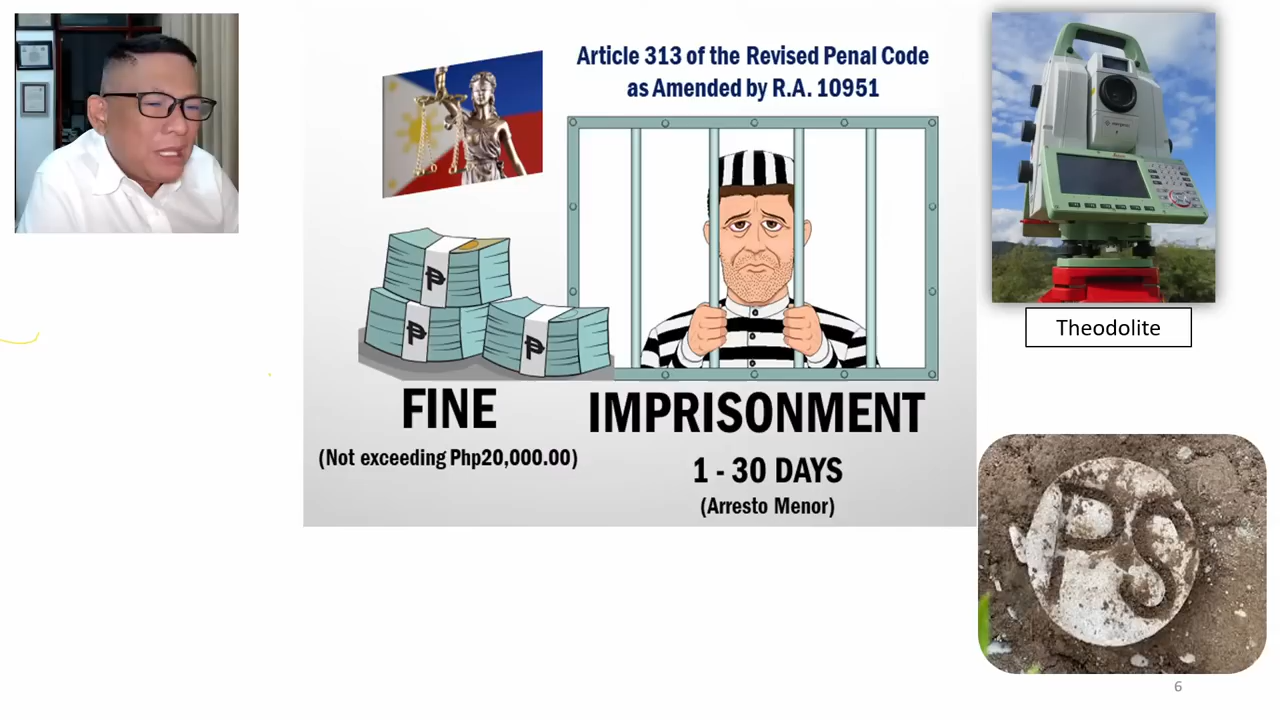 Article 313 of the Revised Penal Code
as Amended by R.A. 10951
₱
₱
₱
FINE
(Not exceeding Php20,000.00)
IMPRISONMENT
1 - 30 DAYS
(Arresto Menor)
Theodolite
PS
6